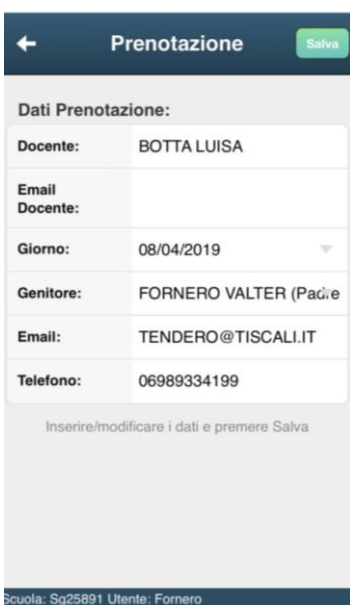 Prenotazione
Salva
Dati Prenotazione:
Docente: BOTTA LUISA
Email
Docente:
Giorno: 08/04/2019
Genitore: FORNERO VALTER (Padre
Email: TENDERO@TISCALI.IT
Telefono: 06989334199
Inserire/modificare i dati e premere Salva
Scuola: Sg25891 Utente: Fornero